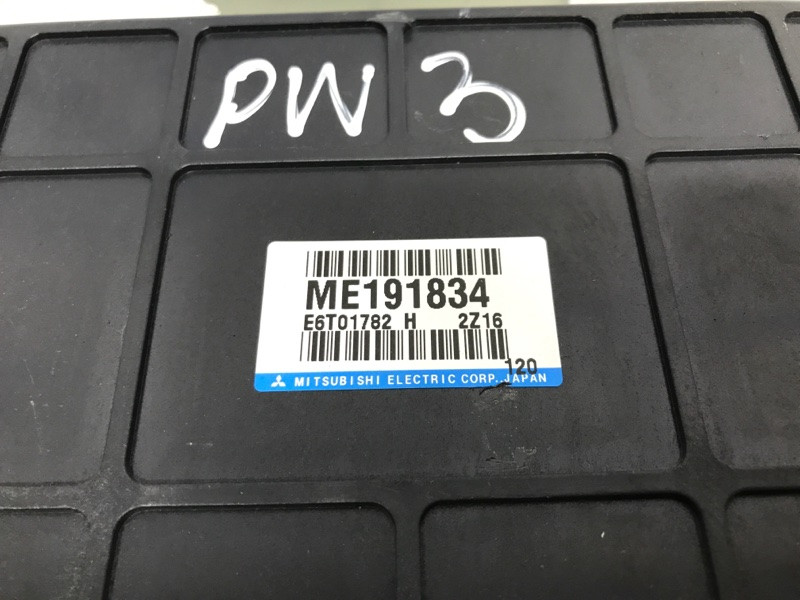 PW 3
ME191834
E6T01782 H 2Z16
120
MITSUBISHI ELECTRIC CORP. JAPAN